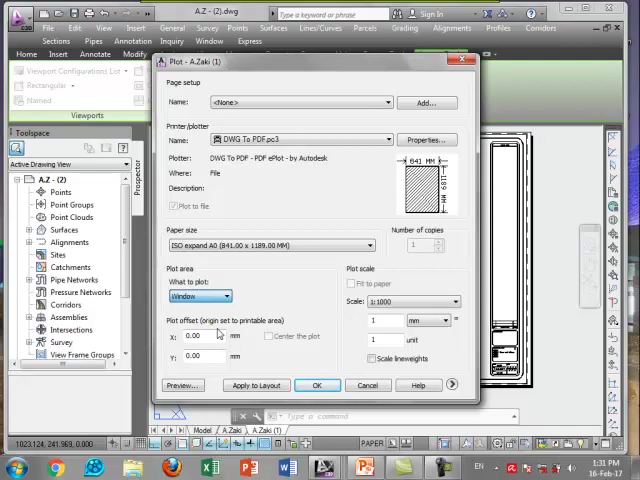 A.Z - (2).dwg
Type a keyword or phrase
Sign In
C3D
File
Edit
View
Insert
General
Survey
Points
Surfaces
Lines/Curves
Parcels
Grading
Alignments
Profiles
Corridors
Sections
Pipes
Annotation
Inquiry
Window
Home
Insert
Annotate
Modify
Viewport Configurations List
Rectangular
Named
Viewports
Toolspace
Active Drawing View
Prospector
A.Z - (2)
Points
Point Groups
Point Clouds
Surfaces
Alignments
Sites
Catchments
Pipe Networks
Pressure Networks
Corridors
Assemblies
Intersections
Survey
View Frame Groups
Plot - A.Zaki (1)
Page setup
Name:
<None>
Add...
Printer/plotter
Name:
DWG To PDF.pc3
Properties...
Plotter:
DWG To PDF - PDF ePlot - by Autodesk
Where:
File
Description:
Plot to file
841 MM
1189 MM
Paper size
ISO expand A0 (841.00 x 1189.00 MM)
Number of copies
1
Plot area
What to plot:
Window
Plot scale
Fit to paper
Scale:
1:1000
1
mm
=
1
unit
Scale lineweights
Plot offset (origin set to printable area)
X:
0.00
mm
Center the plot
Y:
0.00
mm
Preview...
Apply to Layout
OK
Cancel
Help
Type a command
Model
A.Zaki
A.Zaki (1)
1023.124, 241.969, 0.000
PAPER
EN
1:31 PM
16-Feb-17